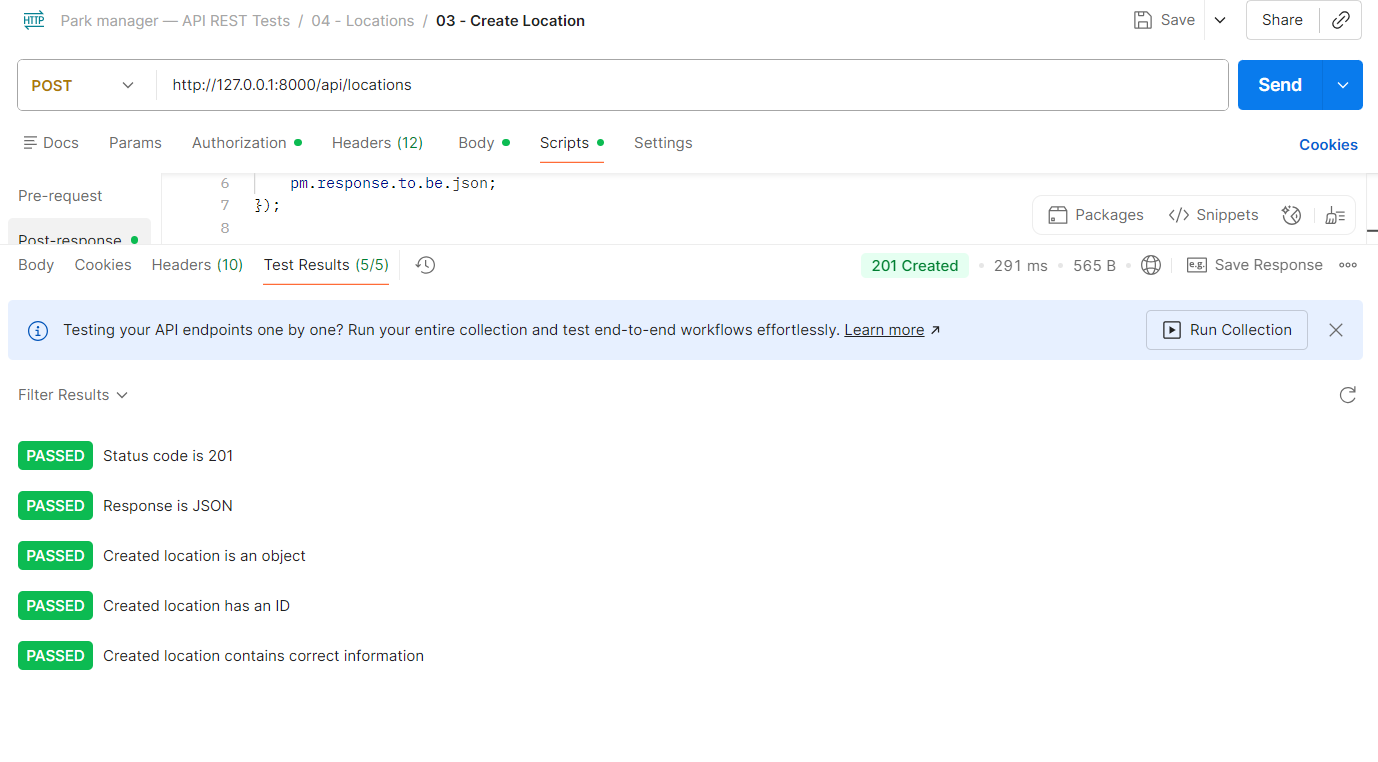 HTTP Park manager — API REST Tests / 04 - Locations / 03 - Create Location Save Share
POST http://127.0.0.1:8000/api/locations Send
Docs Params Authorization Headers (12) Body Scripts Settings Cookies
Pre-request
Post-response
6 pm.response.to.be.json;
7 });
8
Packages </> Snippets
Body Cookies Headers (10) Test Results (5/5) 201 Created • 291 ms • 565 B • e.g. Save Response
Testing your API endpoints one by one? Run your entire collection and test end-to-end workflows effortlessly. Learn more ↗ Run Collection
Filter Results
PASSED Status code is 201
PASSED Response is JSON
PASSED Created location is an object
PASSED Created location has an ID
PASSED Created location contains correct information